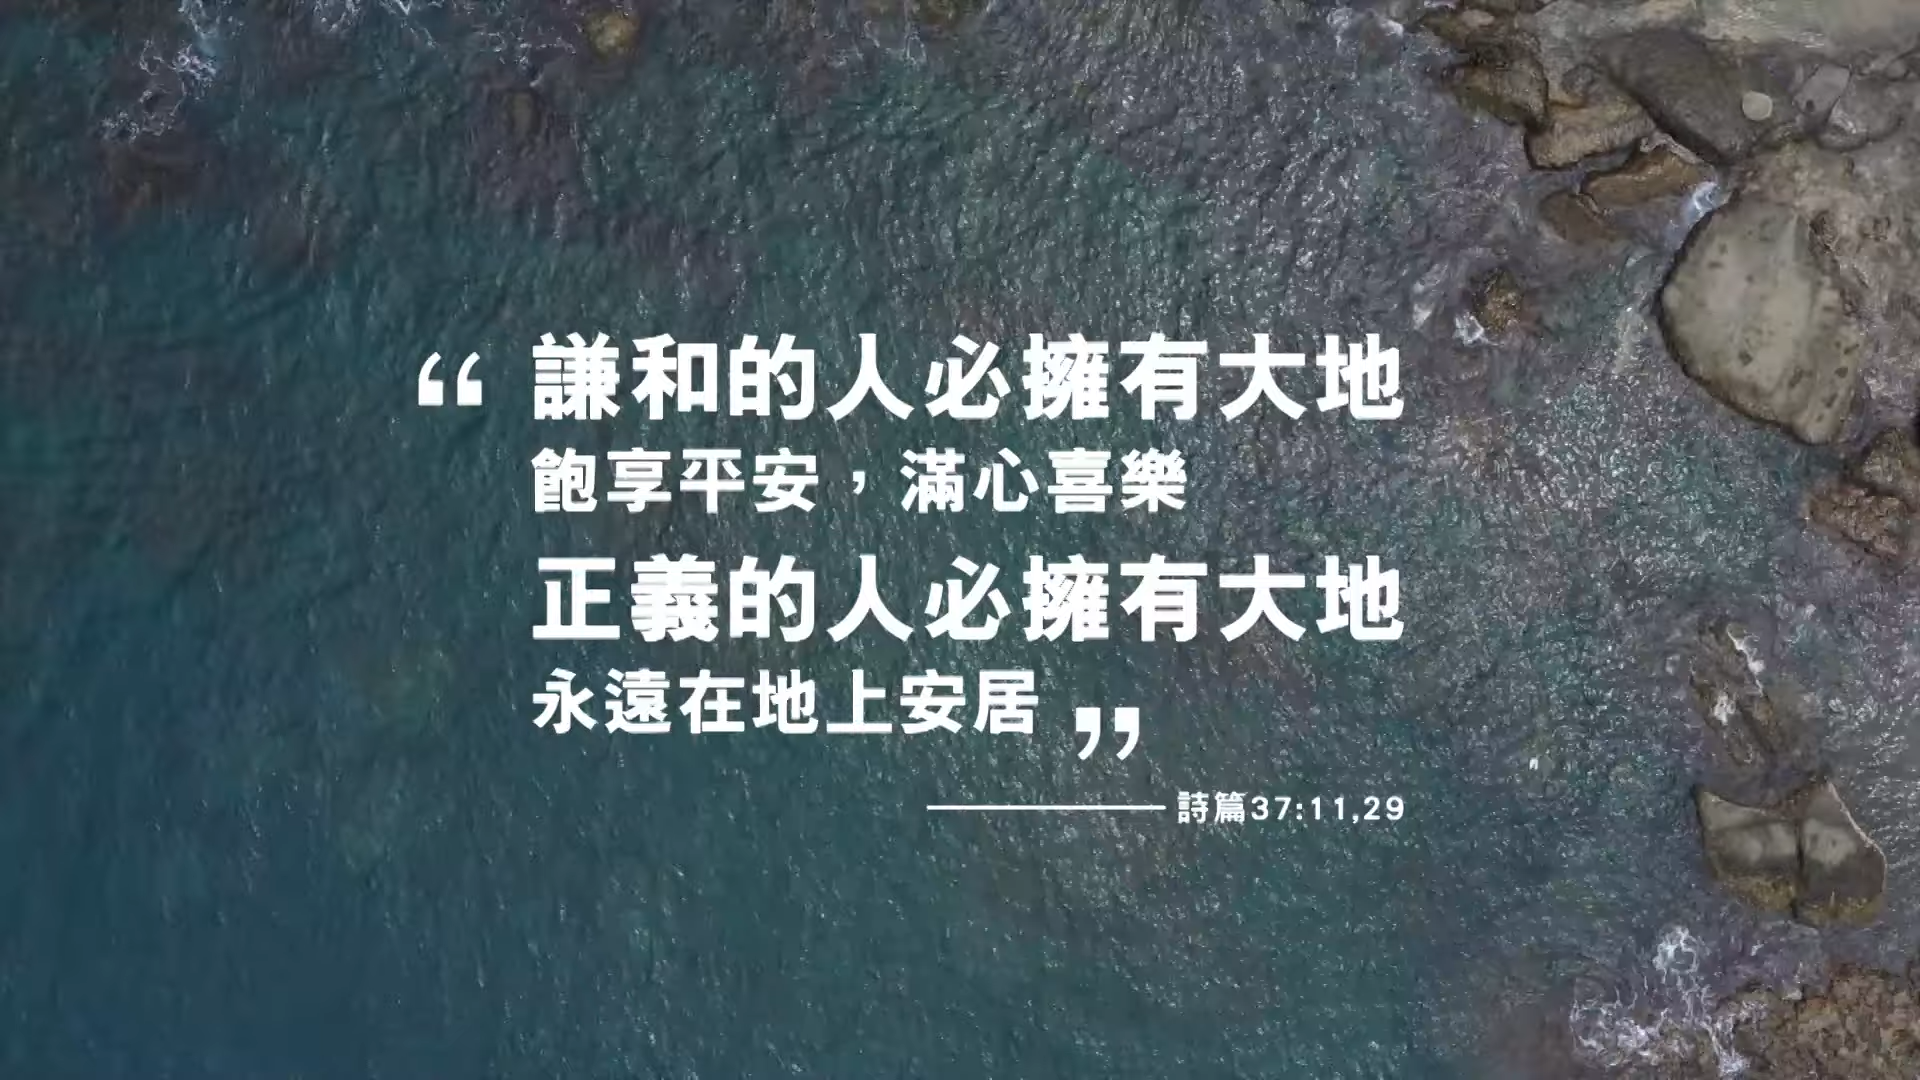 “ 謙和的人必擁有大地
飽享平安，滿心喜樂
正義的人必擁有大地
永遠在地上安居 ”
詩篇37:11,29